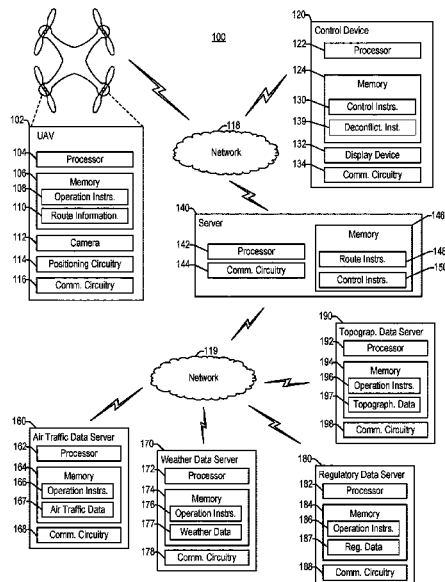 100
102
UAV
104
Processor
106
Memory
108
Operation Instrs.
110
Route Information.
112
Camera
114
Positioning Circuitry
116
Comm. Circuitry
118
Network
120
Control Device
122
Processor
124
Memory
130
Control Instrs.
139
Deconflict. Inst.
132
Display Device
134
Comm. Circuitry
140
Server
142
Processor
144
Comm. Circuitry
146
Memory
148
Route Instrs.
150
Control Instrs.
119
Network
190
Topograp. Data Server
192
Processor
194
Memory
196
Operation Instrs.
197
Topograph. Data
198
Comm. Circuitry
160
Air Traffic Data Server
162
Processor
164
Memory
166
Operation Instrs.
167
Air Traffic Data
168
Comm. Circuitry
170
Weather Data Server
172
Processor
174
Memory
176
Operation Instrs.
177
Weather Data
178
Comm. Circuitry
180
Regulatory Data Server
182
Processor
184
Memory
186
Operation Instrs.
187
Reg. Data
188
Comm. Circuitry